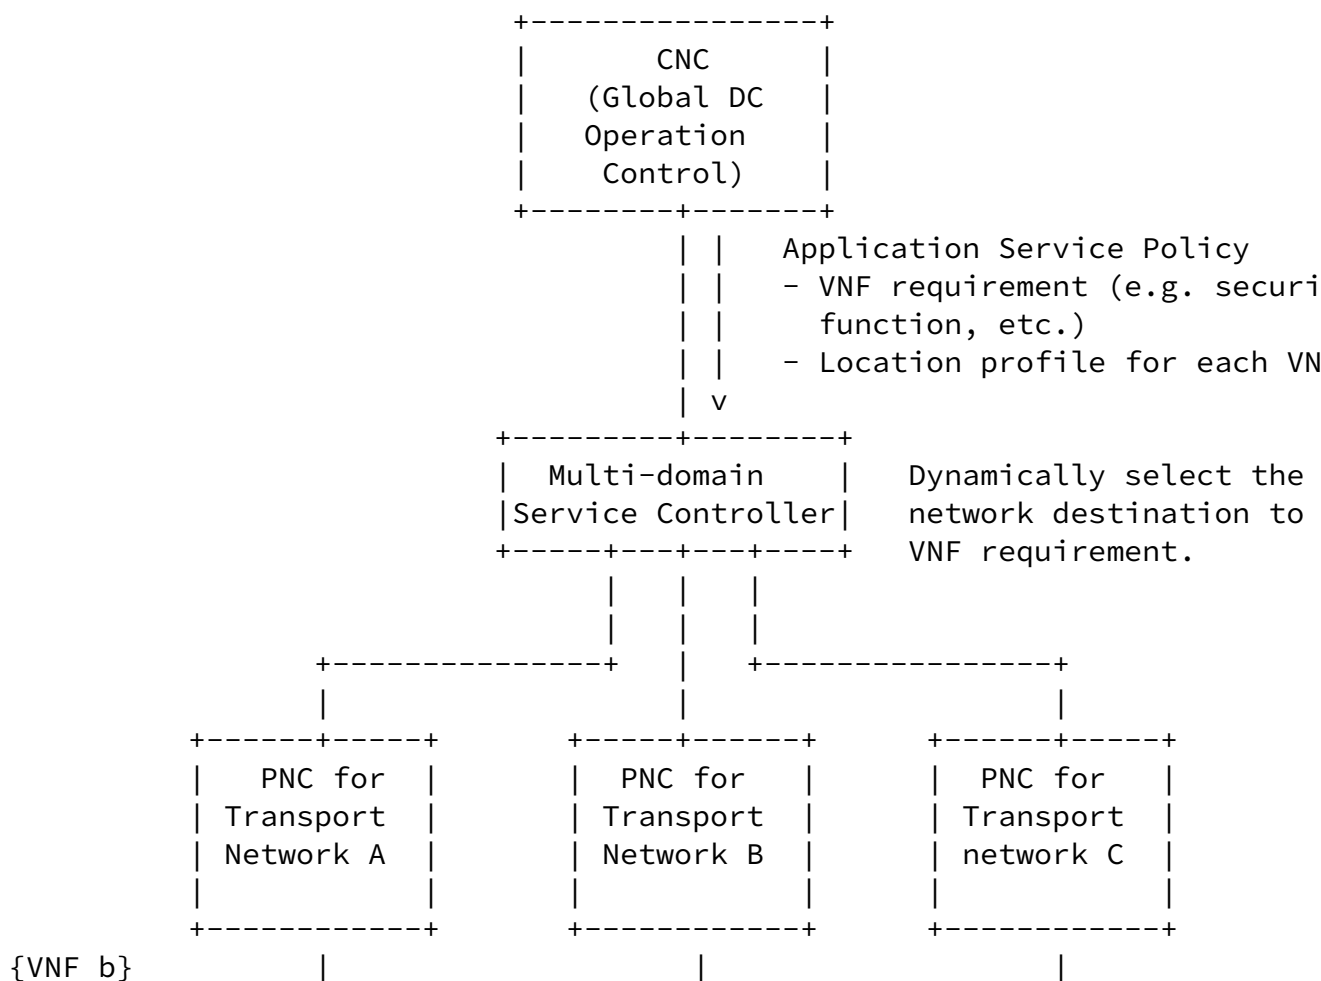 CNC
(Global DC
Operation
Control)
Application Service Policy
- VNF requirement (e.g. securi
function, etc.)
- Location profile for each VN
v
Multi-domain
Service Controller
Dynamically select the
network destination to
VNF requirement.
PNC for
Transport
Network A
PNC for
Transport
Network B
PNC for
Transport
network C
{VNF b}